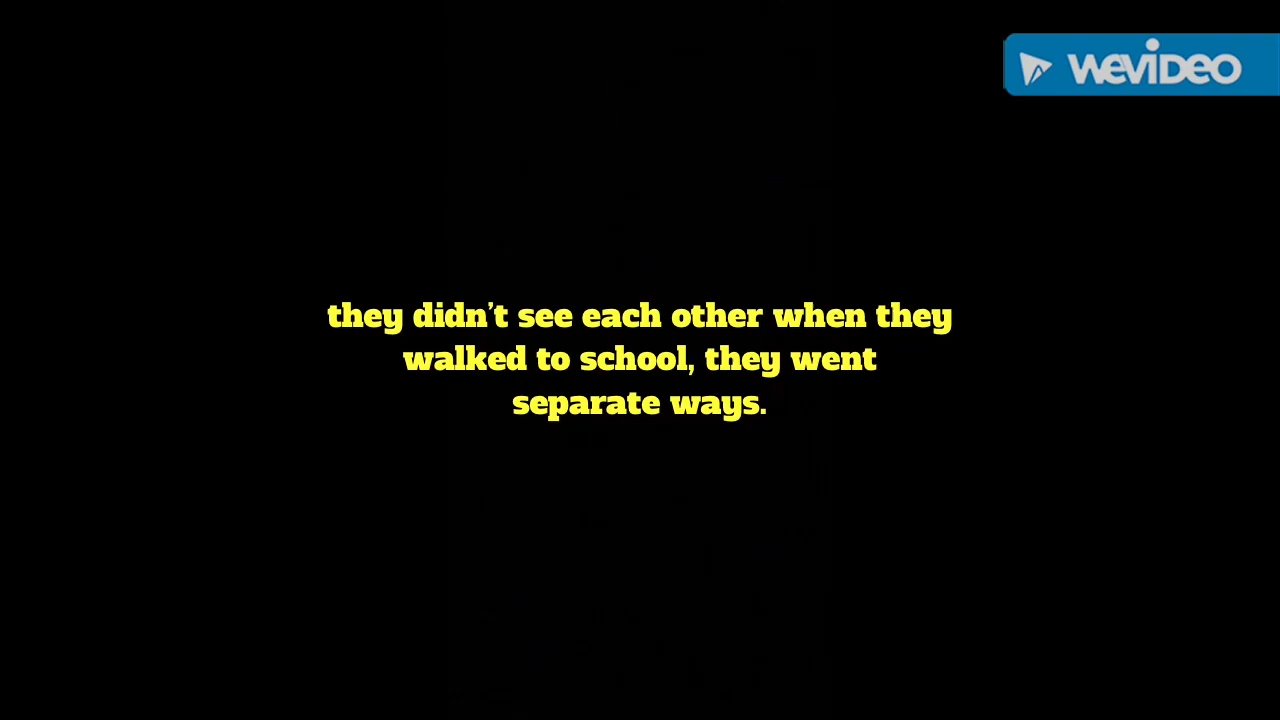 WEVIDEO
they didn't see each other when they
walked to school, they went
separate ways.